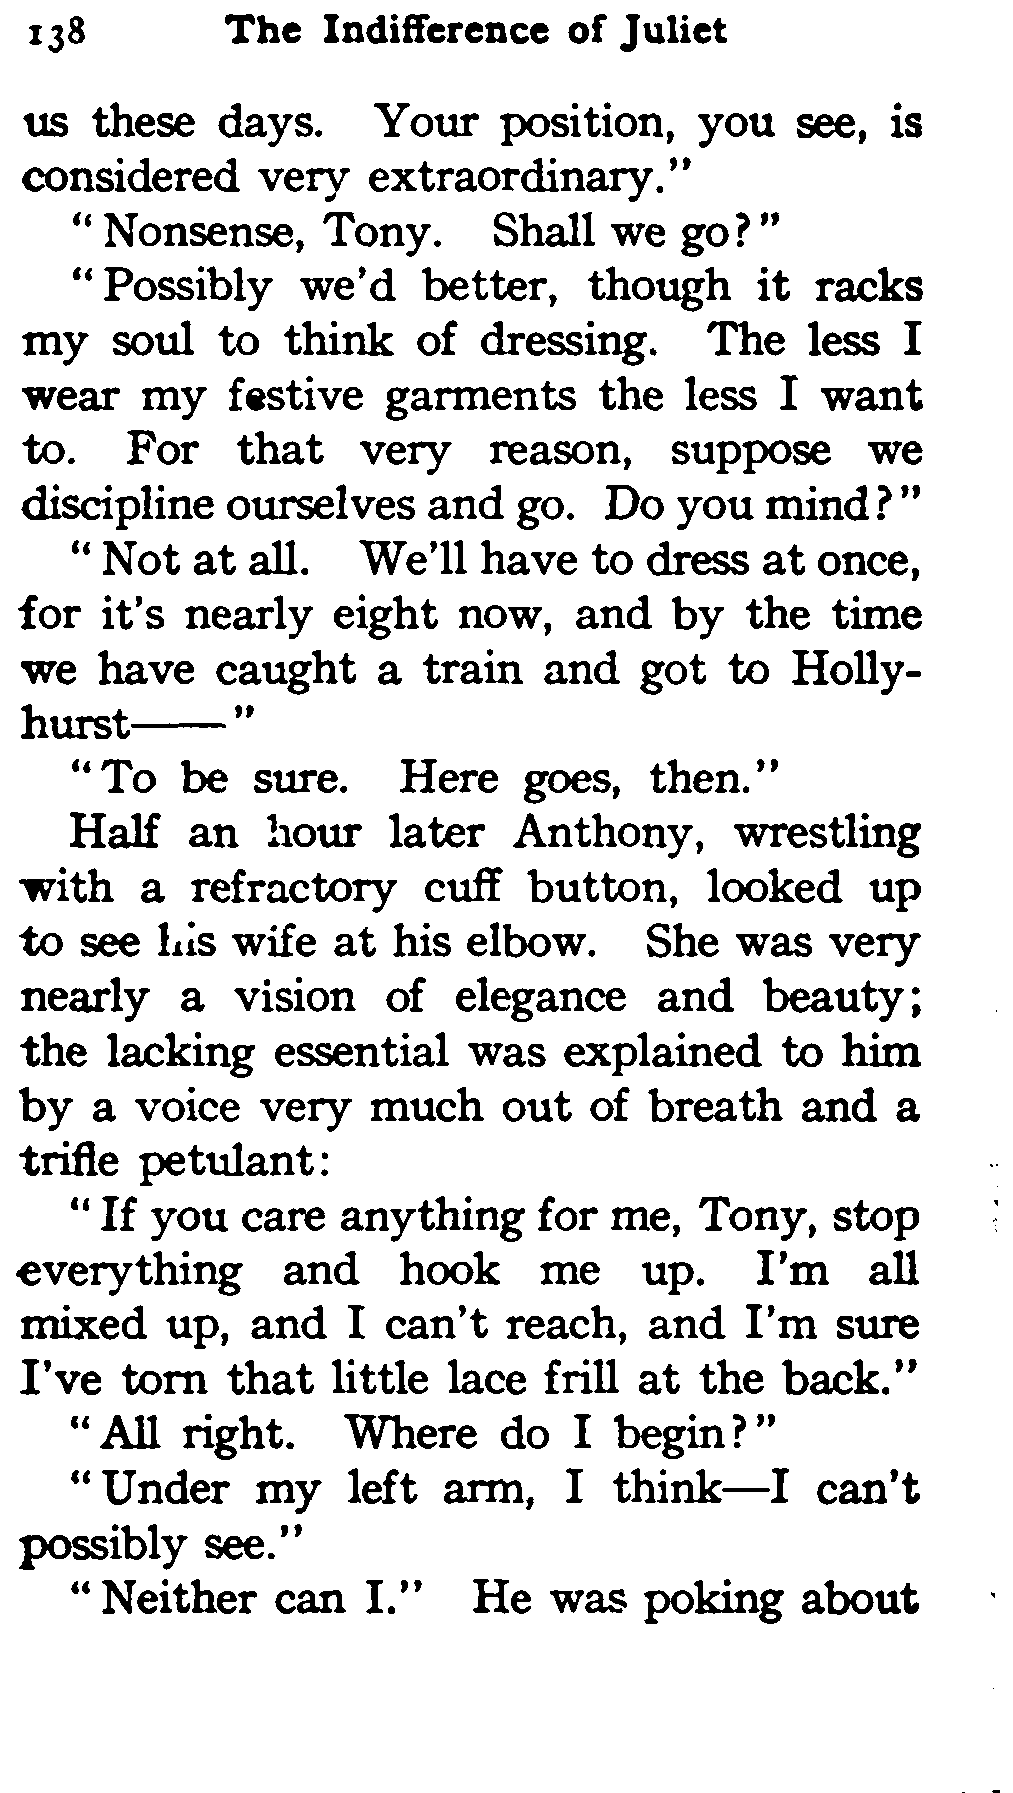 138 The Indifference of Juliet
us these days. Your position, you see, is
considered very extraordinary."
"Nonsense, Tony. Shall we go?"
"Possibly we'd better, though it racks
my soul to think of dressing. The less I
wear my festive garments the less I want
to. For that very reason, suppose we
discipline ourselves and go. Do you mind?"
"Not at all. We'll have to dress at once,
for it's nearly eight now, and by the time
we have caught a train and got to Holly-
hurst——"
"To be sure. Here goes, then."
Half an hour later Anthony, wrestling
with a refractory cuff button, looked up
to see his wife at his elbow. She was very
nearly a vision of elegance and beauty;
the lacking essential was explained to him
by a voice very much out of breath and a
trifle petulant:
"If you care anything for me, Tony, stop
everything and hook me up. I'm all
mixed up, and I can't reach, and I'm sure
I've torn that little lace frill at the back."
"All right. Where do I begin?"
"Under my left arm, I think—I can't
possibly see."
"Neither can I." He was poking about